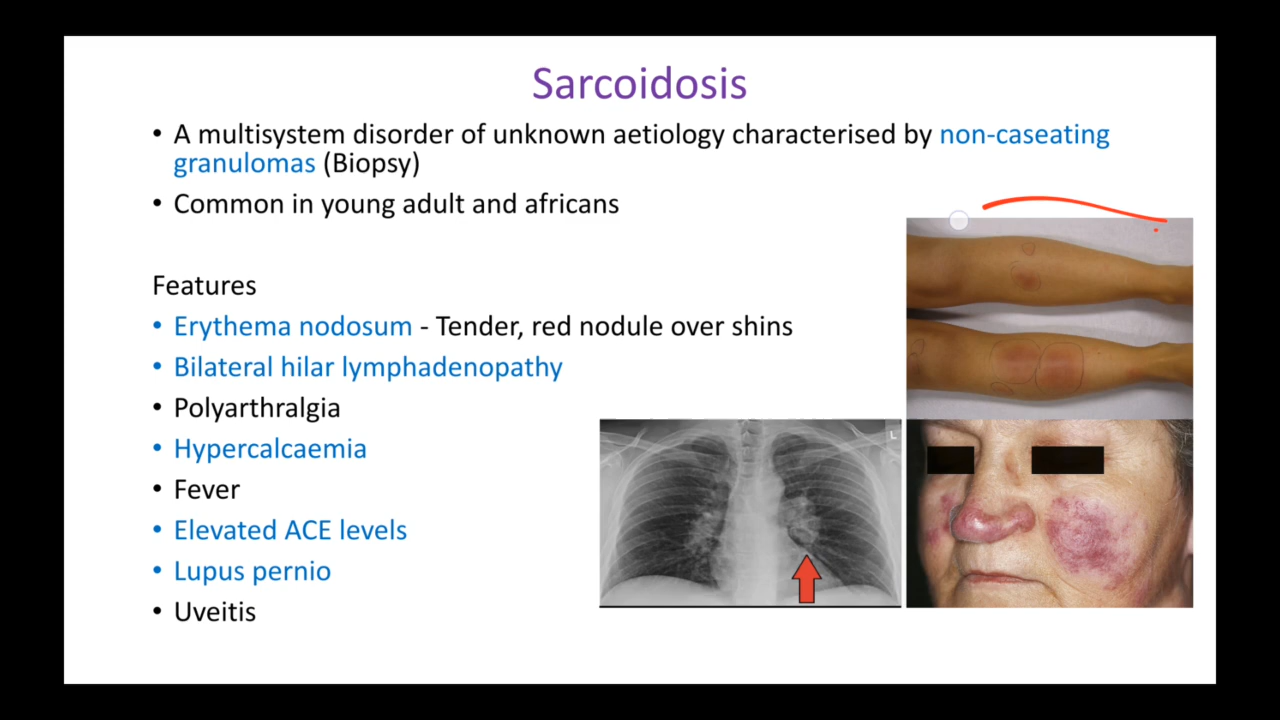 Sarcoidosis
• A multisystem disorder of unknown aetiology characterised by non-caseating
granulomas (Biopsy)
• Common in young adult and africans
Features
• Erythema nodosum - Tender, red nodule over shins
• Bilateral hilar lymphadenopathy
• Polyarthralgia
• Hypercalcaemia
• Fever
• Elevated ACE levels
• Lupus pernio
• Uveitis
L